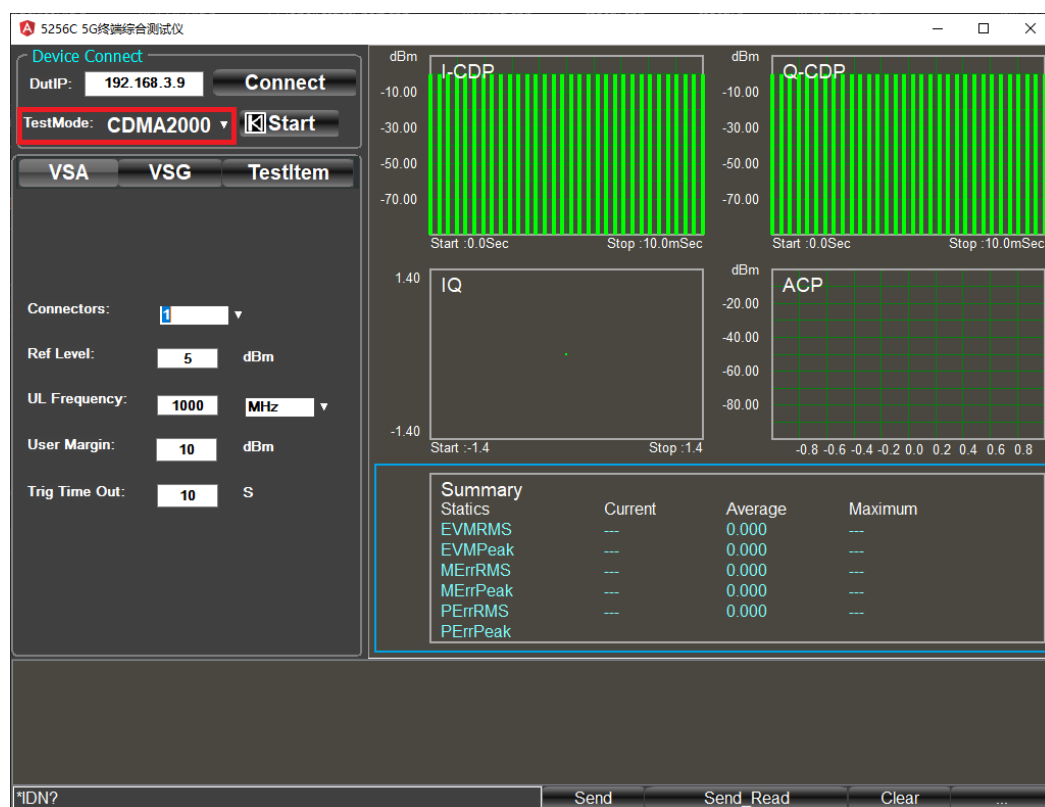 5256C 5G终端综合测试仪
Device Connect
DutIP: 192.168.3.9 Connect
TestMode: CDMA2000 Start
VSA VSG TestItem
Connectors: 1
Ref Level: 5 dBm
UL Frequency: 1000 MHz
User Margin: 10 dBm
Trig Time Out: 10 S
dBm
I-CDP
-10.00
-30.00
-50.00
-70.00
Start :0.0Sec Stop :10.0mSec
dBm
Q-CDP
-10.00
-30.00
-50.00
-70.00
Start :0.0Sec Stop :10.0mSec
1.40
IQ
-1.40
Start :-1.4 Stop :1.4
dBm
ACP
-20.00
-40.00
-60.00
-80.00
-0.8 -0.6 -0.4 -0.2 0.0 0.2 0.4 0.6 0.8
Summary
Statics Current Average Maximum
EVMRMS --- 0.000 ---
EVMPeak --- 0.000 ---
MErrRMS --- 0.000 ---
MErrPeak --- 0.000 ---
PErrRMS --- 0.000 ---
PErrPeak
*IDN? Send Send_Read Clear ...